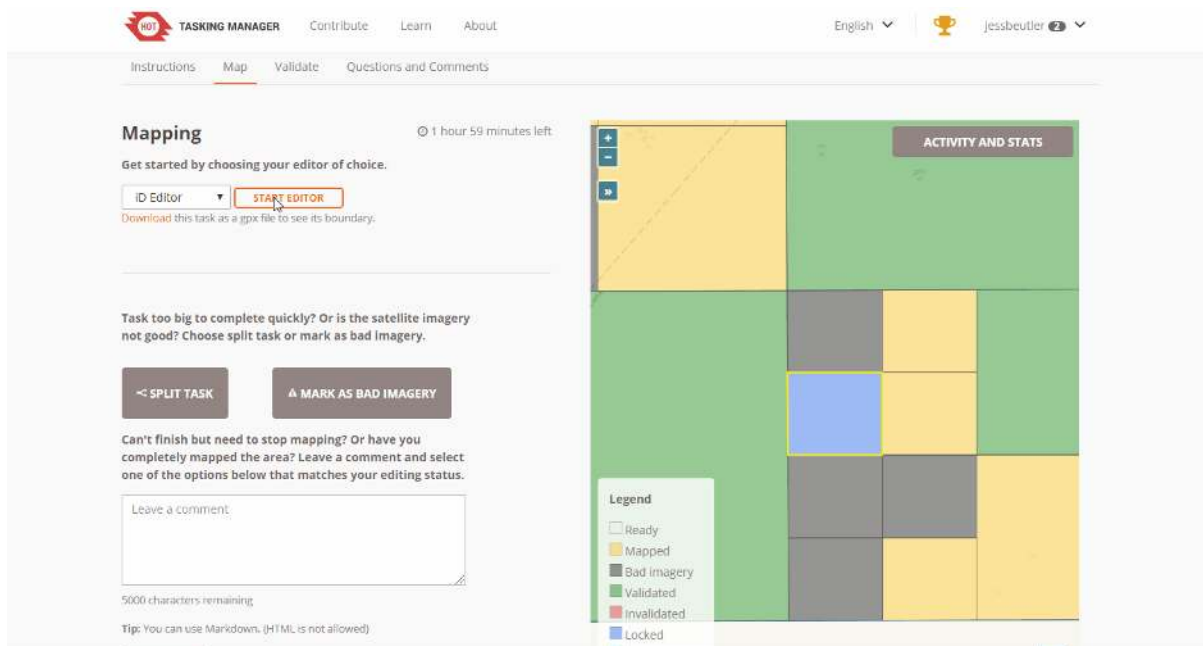 HOT TASKING MANAGER Contribute Learn About English jessbeutler 2
Instructions Map Validate Questions and Comments
Mapping
1 hour 59 minutes left
Get started by choosing your editor of choice.
iD Editor START EDITOR
Download this task as a gpx file to see its boundary.
Task too big to complete quickly? Or is the satellite imagery
not good? Choose split task or mark as bad imagery.
SPLIT TASK MARK AS BAD IMAGERY
Can't finish but need to stop mapping? Or have you
completely mapped the area? Leave a comment and select
one of the options below that matches your editing status.
Leave a comment
5000 characters remaining
Tip: You can use Markdown. (HTML is not allowed)
+
-
»
ACTIVITY AND STATS
Legend
Ready
Mapped
Bad imagery
Validated
Invalidated
Locked